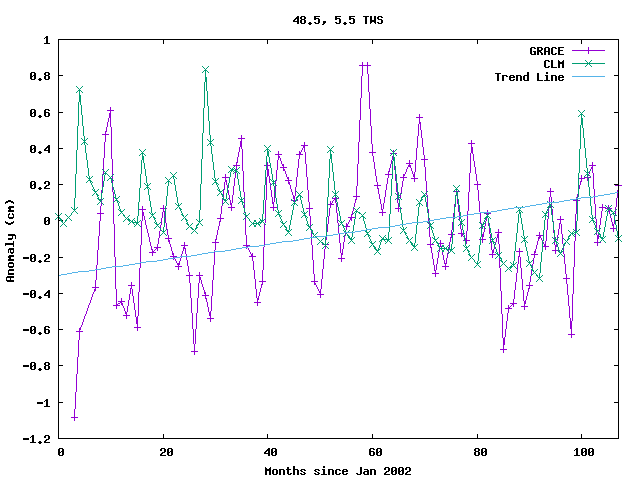 48.5, 5.5 TWS
GRACE
CLM
Trend Line
1
0.8
0.6
0.4
0.2
0
-0.2
-0.4
-0.6
-0.8
-1
-1.2
Anomaly (cm)
0 20 40 60 80 100
Months since Jan 2002